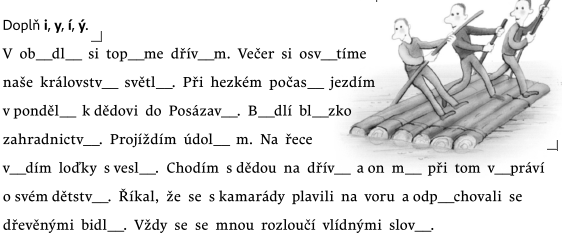 Doplň i, y, í, ý.
V ob__dl__ si top__me dřív__m. Večer si osv__tíme
naše královstv__ světl__. Při hezkém počas__ jezdím
v ponděl__ k dědovi do Posázav__. B__dlí bl__zko
zahradnictv__. Projíždím údol__ m. Na řece
v__dím loďky s vesl__. Chodím s dědou na dřív__ a on m__ při tom v__práví
o svém dětstv__. Říkal, že se s kamarády plavili na voru a odp__chovali se
dřevěnými bidl__. Vždy se se mnou rozloučí vlídnými slov__.